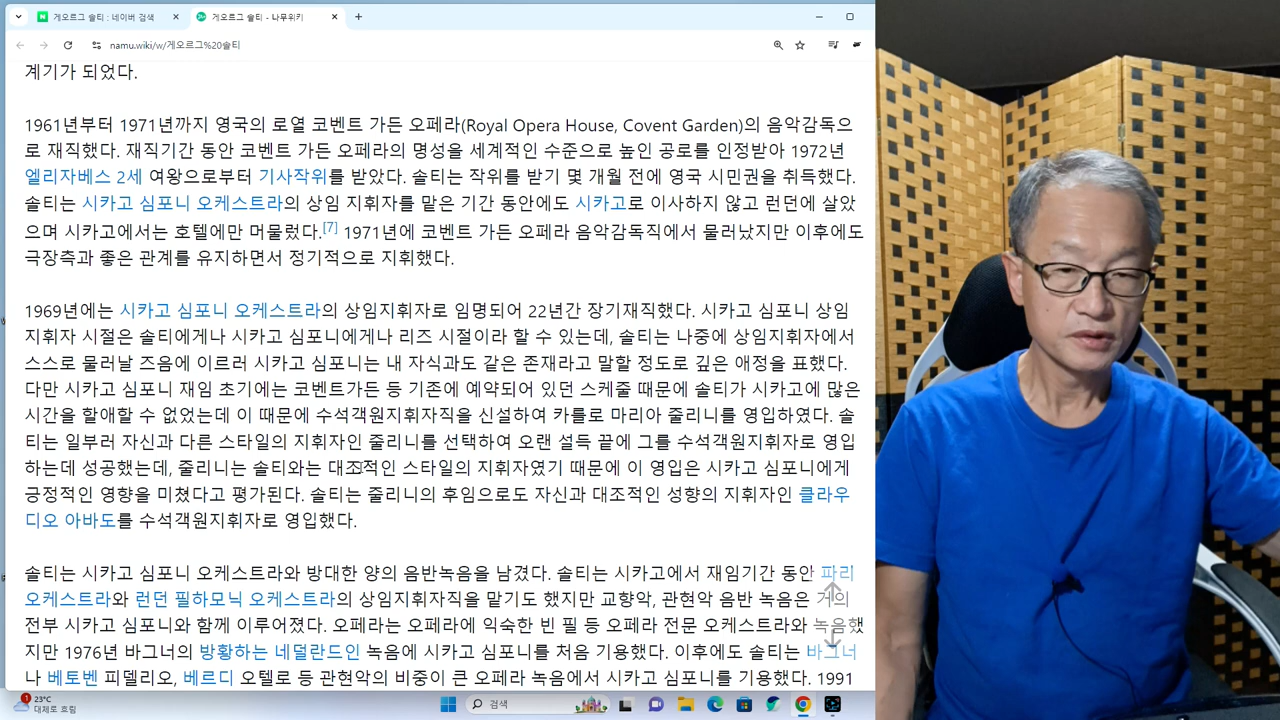 게오르그 솔티 : 네이버 검색
게오르그 솔티 - 나무위키
namu.wiki/w/게오르그%20솔티
계기가 되었다.
1961년부터 1971년까지 영국의 로열 코벤트 가든 오페라(Royal Opera House, Covent Garden)의 음악감독으
로 재직했다. 재직기간 동안 코벤트 가든 오페라의 명성을 세계적인 수준으로 높인 공로를 인정받아 1972년
엘리자베스 2세 여왕으로부터 기사작위를 받았다. 솔티는 작위를 받기 몇 개월 전에 영국 시민권을 취득했다.
솔티는 시카고 심포니 오케스트라의 상임 지휘자를 맡은 기간 동안에도 시카고로 이사하지 않고 런던에 살았
으며 시카고에서는 호텔에만 머물렀다.[7] 1971년에 코벤트 가든 오페라 음악감독직에서 물러났지만 이후에도
극장측과 좋은 관계를 유지하면서 정기적으로 지휘했다.
1969년에는 시카고 심포니 오케스트라의 상임지휘자로 임명되어 22년간 장기재직했다. 시카고 심포니 상임
지휘자 시절은 솔티에게나 시카고 심포니에게나 리즈 시절이라 할 수 있는데, 솔티는 나중에 상임지휘자에서
스스로 물러날 즈음에 이르러 시카고 심포니는 내 자식과도 같은 존재라고 말할 정도로 깊은 애정을 표했다.
다만 시카고 심포니 재임 초기에는 코벤트가든 등 기존에 예약되어 있던 스케줄 때문에 솔티가 시카고에 많은
시간을 할애할 수 없었는데 이 때문에 수석객원지휘자직을 신설하여 카를로 마리아 줄리니를 영입하였다. 솔
티는 일부러 자신과 다른 스타일의 지휘자인 줄리니를 선택하여 오랜 설득 끝에 그를 수석객원지휘자로 영입
하는데 성공했는데, 줄리니는 솔티와는 대조적인 스타일의 지휘자였기 때문에 이 영입은 시카고 심포니에게
긍정적인 영향을 미쳤다고 평가된다. 솔티는 줄리니의 후임으로도 자신과 대조적인 성향의 지휘자인 클라우
디오 아바도를 수석객원지휘자로 영입했다.
솔티는 시카고 심포니 오케스트라와 방대한 양의 음반녹음을 남겼다. 솔티는 시카고에서 재임기간 동안 파리
오케스트라와 런던 필하모닉 오케스트라의 상임지휘자직을 맡기도 했지만 교향악, 관현악 음반 녹음은 거의
전부 시카고 심포니와 함께 이루어졌다. 오페라는 오페라에 익숙한 빈 필 등 오페라 전문 오케스트라와 녹음했
지만 1976년 바그너의 방황하는 네덜란드인 녹음에 시카고 심포니를 처음 기용했다. 이후에도 솔티는 바그너
나 베토벤 피델리오, 베르디 오텔로 등 관현악의 비중이 큰 오페라 녹음에서 시카고 심포니를 기용했다. 1991
1
23°C
대체로 흐림
검색